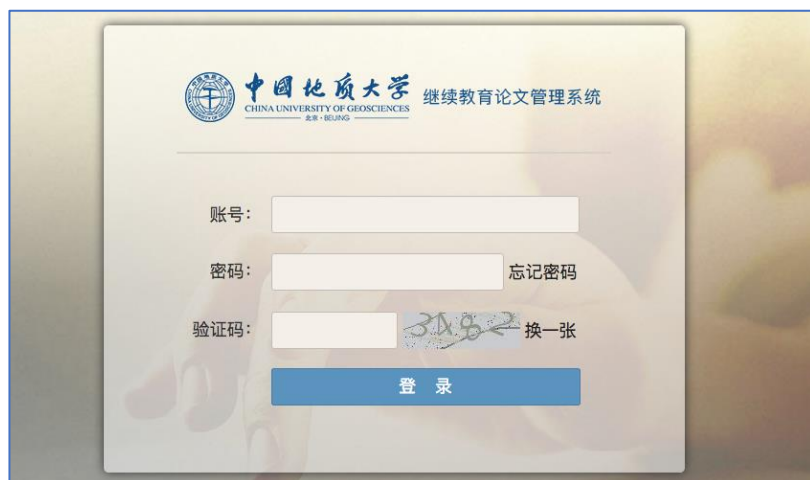 中国地质大学 继续教育论文管理系统
CHINA UNIVERSITY OF GEOSCIENCES
北京·BEIJING
账号：
密码： 忘记密码
验证码： 换一张
登 录